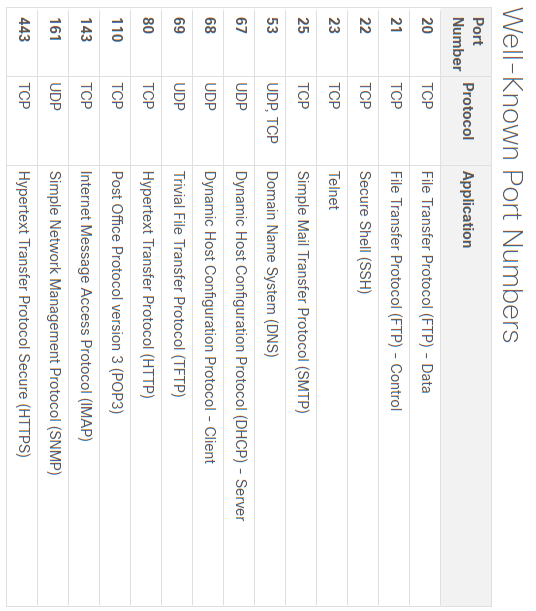 Well-Known Port Numbers
Port Number Protocol Application
20 TCP File Transfer Protocol (FTP) - Data
21 TCP File Transfer Protocol (FTP) - Control
22 TCP Secure Shell (SSH)
23 TCP Telnet
25 TCP Simple Mail Transfer Protocol (SMTP)
53 UDP, TCP Domain Name System (DNS)
67 UDP Dynamic Host Configuration Protocol (DHCP) - Server
68 UDP Dynamic Host Configuration Protocol - Client
69 UDP Trivial File Transfer Protocol (TFTP)
80 TCP Hypertext Transfer Protocol (HTTP)
110 TCP Post Office Protocol version 3 (POP3)
143 TCP Internet Message Access Protocol (IMAP)
161 UDP Simple Network Management Protocol (SNMP)
443 TCP Hypertext Transfer Protocol Secure (HTTPS)